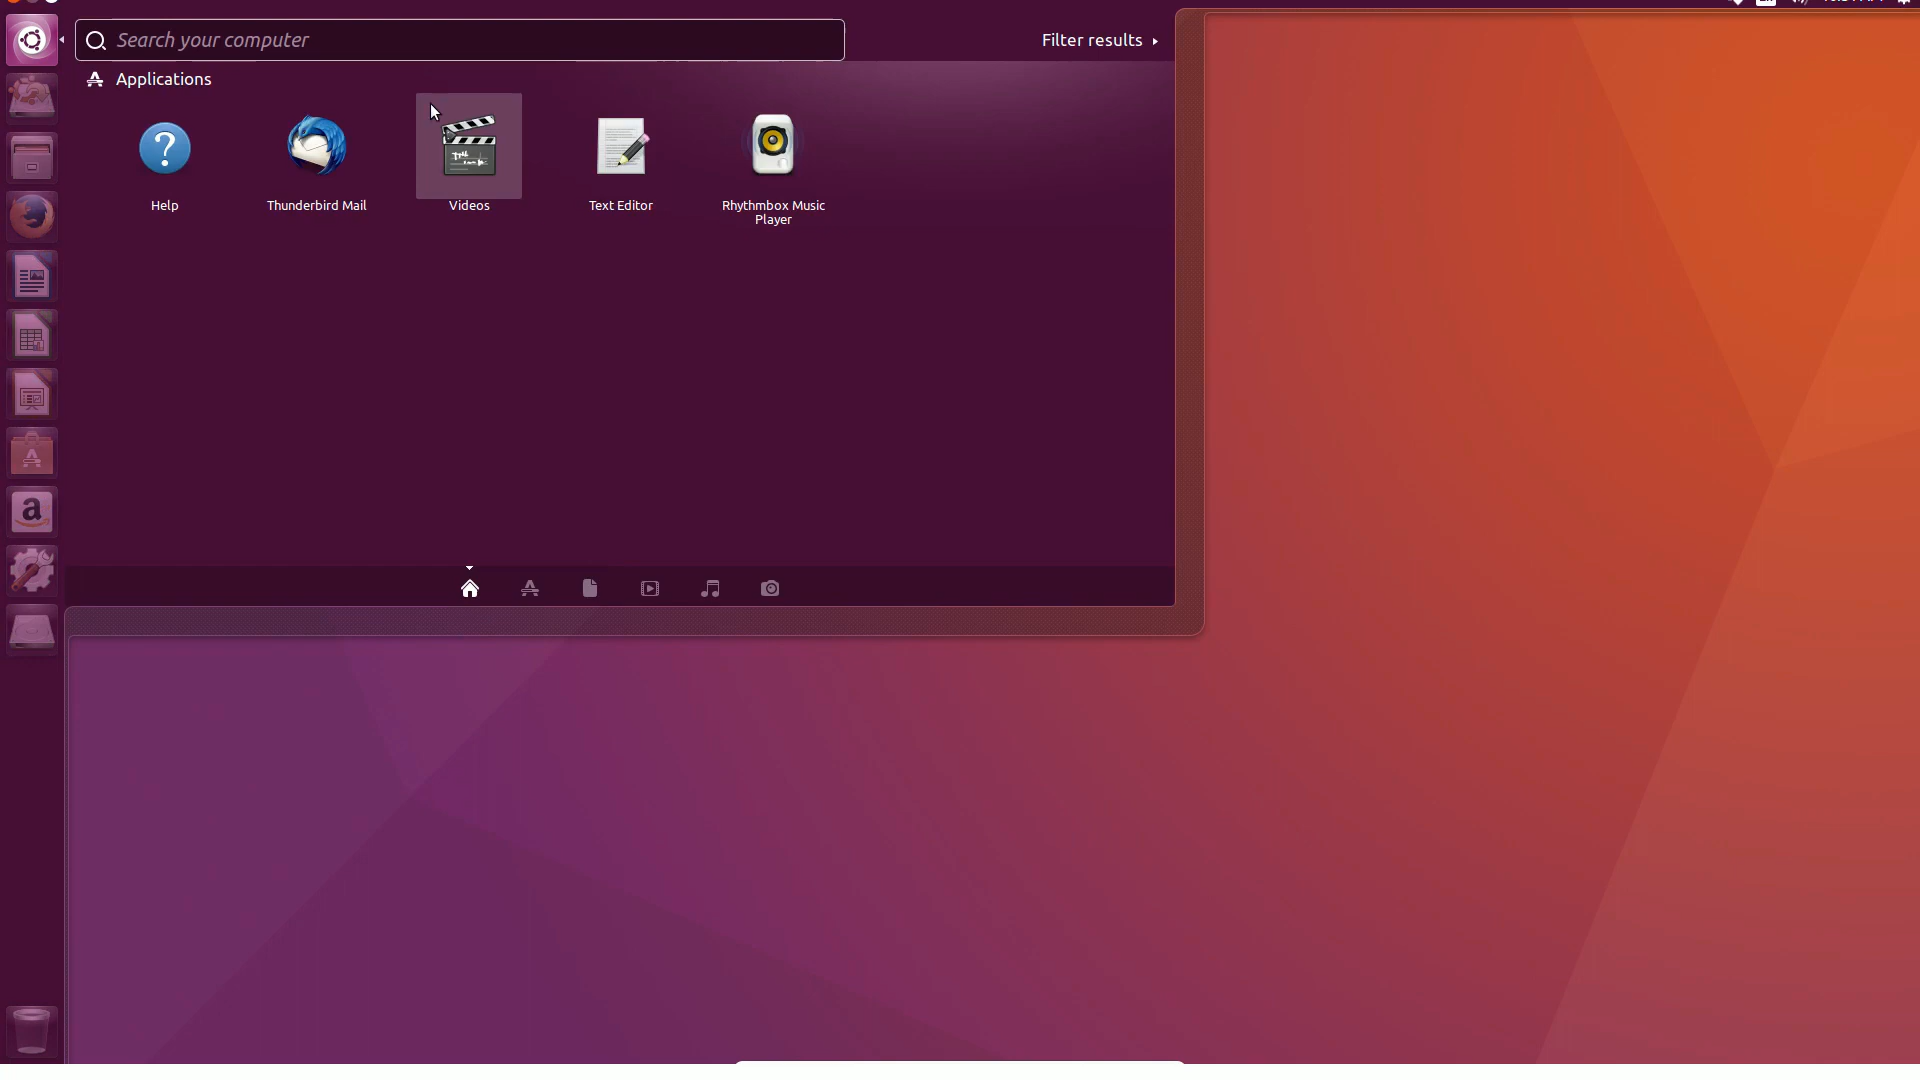 Search your computer
Filter results
Applications
Help
Thunderbird Mail
Videos
Text Editor
Rhythmbox Music
Player